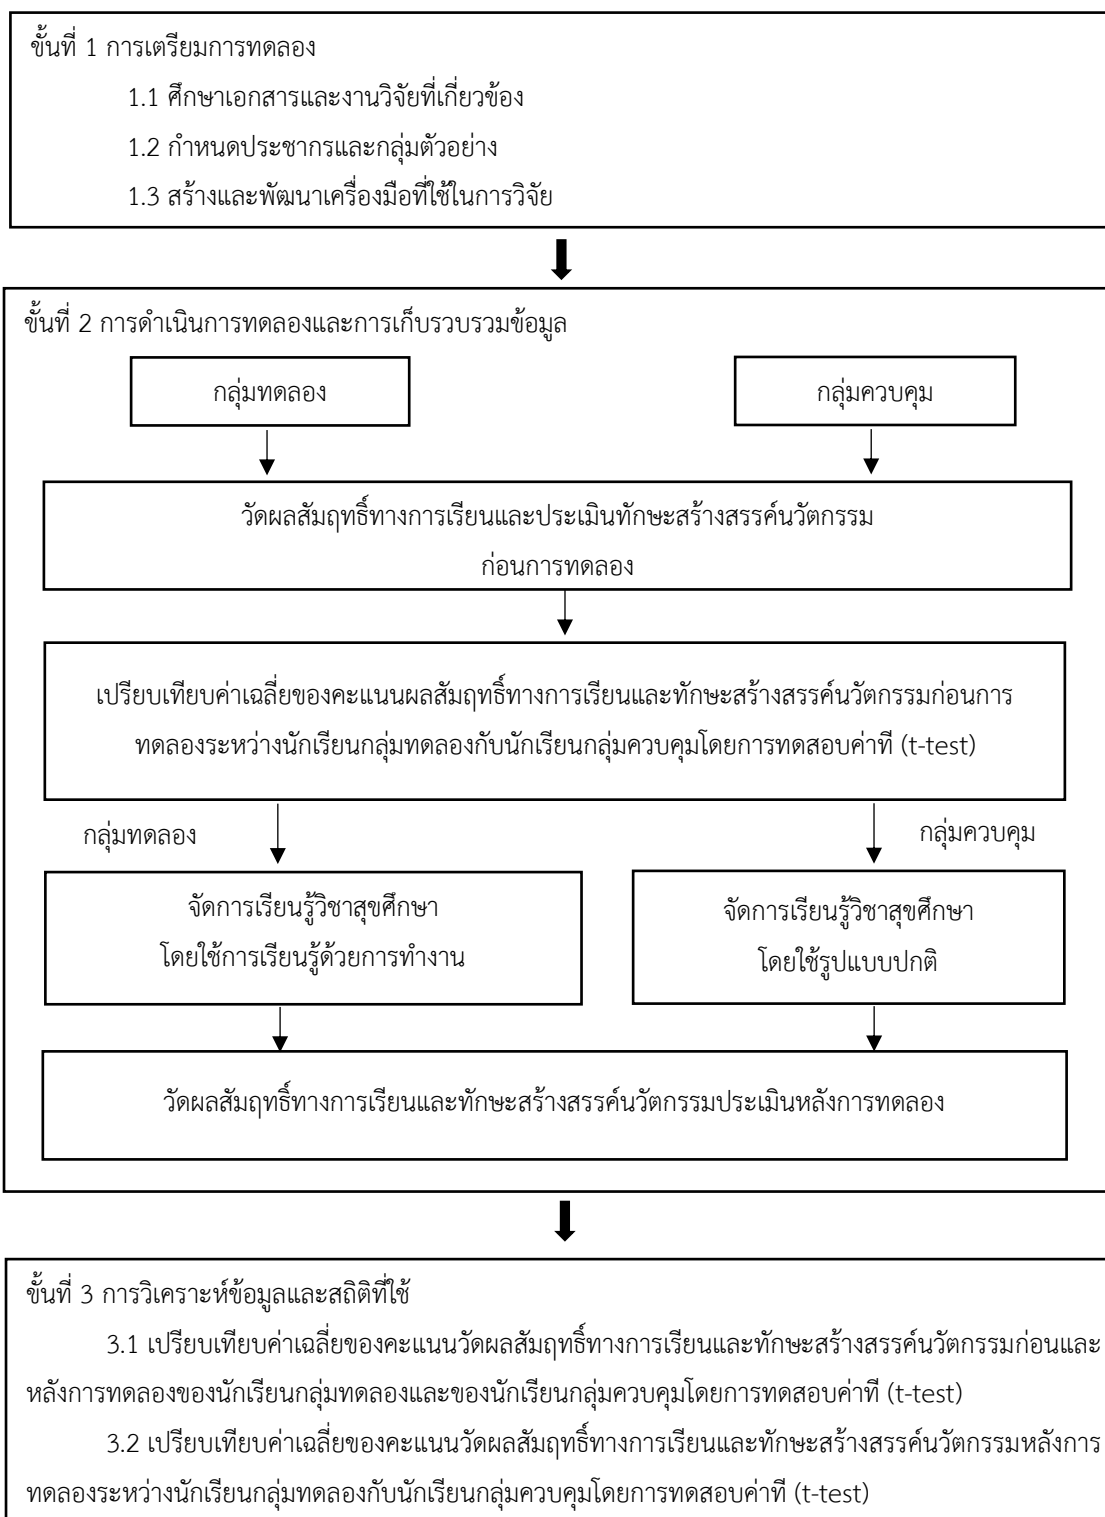 ขั้นที่ 1 การเตรียมการทดลอง
1.1 ศึกษาเอกสารและงานวิจัยที่เกี่ยวข้อง
1.2 กำหนดประชากรและกลุ่มตัวอย่าง
1.3 สร้างและพัฒนาเครื่องมือที่ใช้ในการวิจัย
ขั้นที่ 2 การดำเนินการทดลองและการเก็บรวบรวมข้อมูล
กลุ่มทดลอง
กลุ่มควบคุม
วัดผลสัมฤทธิ์ทางการเรียนและประเมินทักษะสร้างสรรค์นวัตกรรม
ก่อนการทดลอง
เปรียบเทียบค่าเฉลี่ยของคะแนนผลสัมฤทธิ์ทางการเรียนและทักษะสร้างสรรค์นวัตกรรมก่อนการ
ทดลองระหว่างนักเรียนกลุ่มทดลองกับนักเรียนกลุ่มควบคุมโดยการทดสอบค่าที (t-test)
กลุ่มทดลอง
กลุ่มควบคุม
จัดการเรียนรู้วิชาสุขศึกษา
โดยใช้การเรียนรู้ด้วยการทำงาน
จัดการเรียนรู้วิชาสุขศึกษา
โดยใช้รูปแบบปกติ
วัดผลสัมฤทธิ์ทางการเรียนและทักษะสร้างสรรค์นวัตกรรมประเมินหลังการทดลอง
ขั้นที่ 3 การวิเคราะห์ข้อมูลและสถิติที่ใช้
3.1 เปรียบเทียบค่าเฉลี่ยของคะแนนวัดผลสัมฤทธิ์ทางการเรียนและทักษะสร้างสรรค์นวัตกรรมก่อนและ
หลังการทดลองของนักเรียนกลุ่มทดลองและของนักเรียนกลุ่มควบคุมโดยการทดสอบค่าที (t-test)
3.2 เปรียบเทียบค่าเฉลี่ยของคะแนนวัดผลสัมฤทธิ์ทางการเรียนและทักษะสร้างสรรค์นวัตกรรมหลังการ
ทดลองระหว่างนักเรียนกลุ่มทดลองกับนักเรียนกลุ่มควบคุมโดยการทดสอบค่าที (t-test)